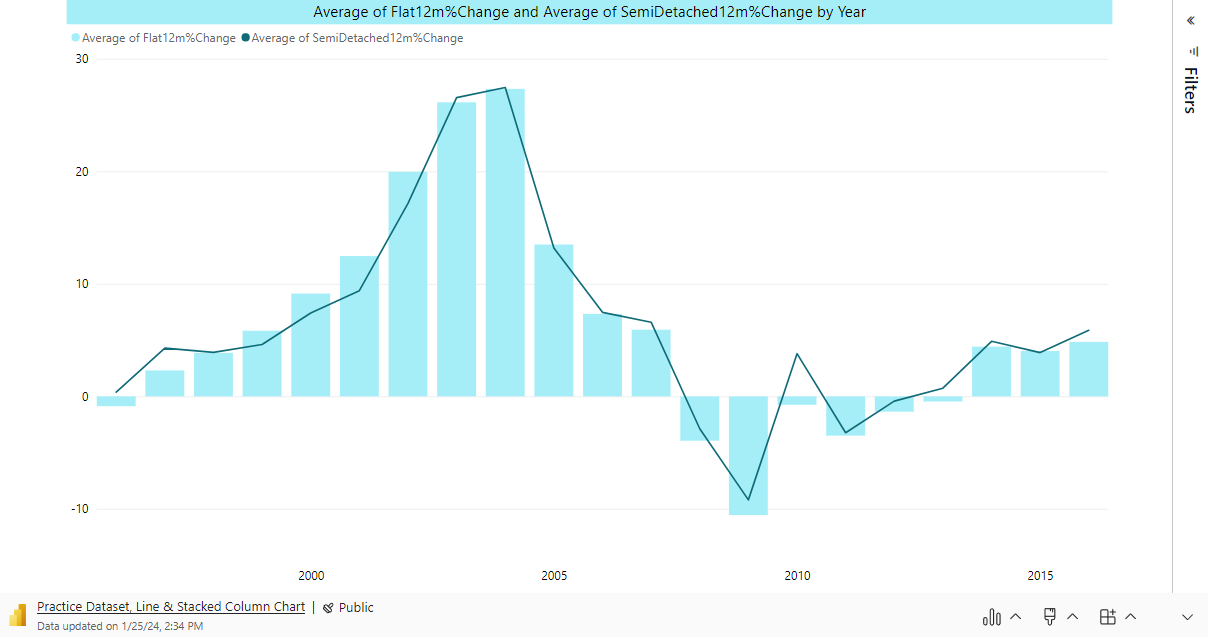 Average of Flat12m%Change and Average of SemiDetached12m%Change by Year
Average of Flat12m%Change Average of SemiDetached12m%Change
30
20
10
0
-10
2000 2005 2010 2015
Filters
Practice Dataset, Line & Stacked Column Chart | Public
Data updated on 1/25/24, 2:34 PM